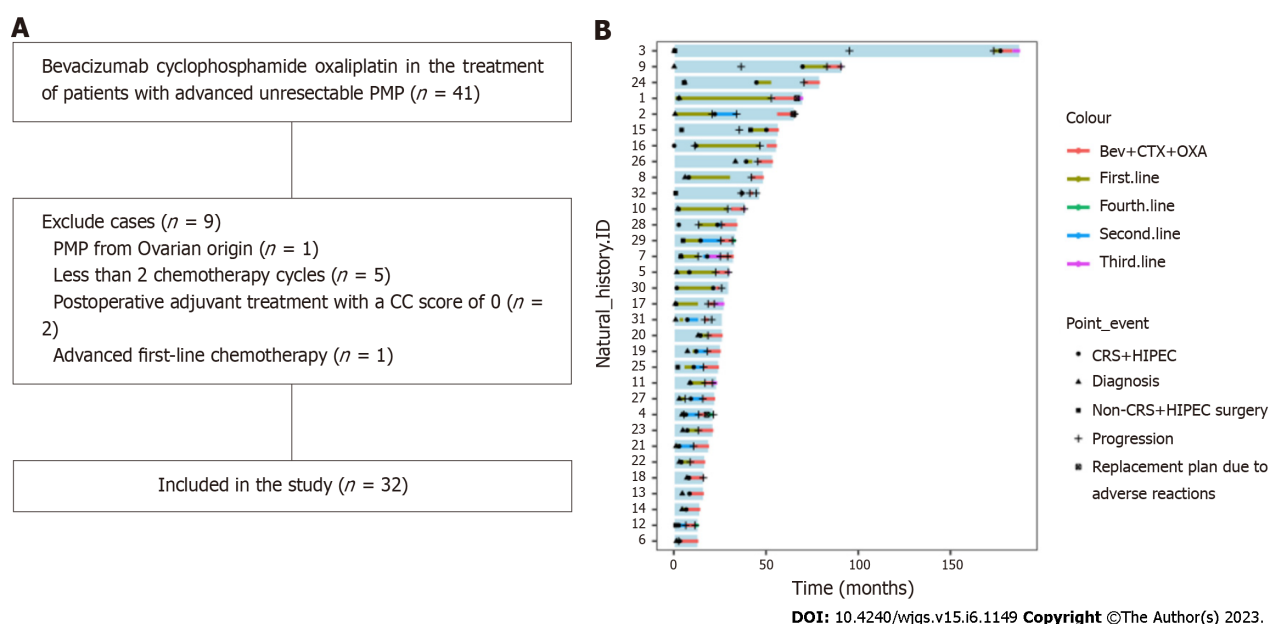 A
Bevacizumab cyclophosphamide oxaliplatin in the treatment
of patients with advanced unresectable PMP (n = 41)
Exclude cases (n = 9)
PMP from Ovarian origin (n = 1)
Less than 2 chemotherapy cycles (n = 5)
Postoperative adjuvant treatment with a CC score of 0 (n =
2)
Advanced first-line chemotherapy (n = 1)
Included in the study (n = 32)
B
Natural_history.ID
3
9
24
1
2
15
16
26
8
32
10
28
29
7
5
30
17
31
20
19
25
11
27
4
23
21
22
18
13
14
12
6
0 50 100 150
Time (months)
Colour
Bev+CTX+OXA
First.line
Fourth.line
Second.line
Third.line
Point_event
CRS+HIPEC
Diagnosis
Non-CRS+HIPEC surgery
Progression
Replacement plan due to
adverse reactions
DOI: 10.4240/wjgs.v15.i6.1149 Copyright ©The Author(s) 2023.